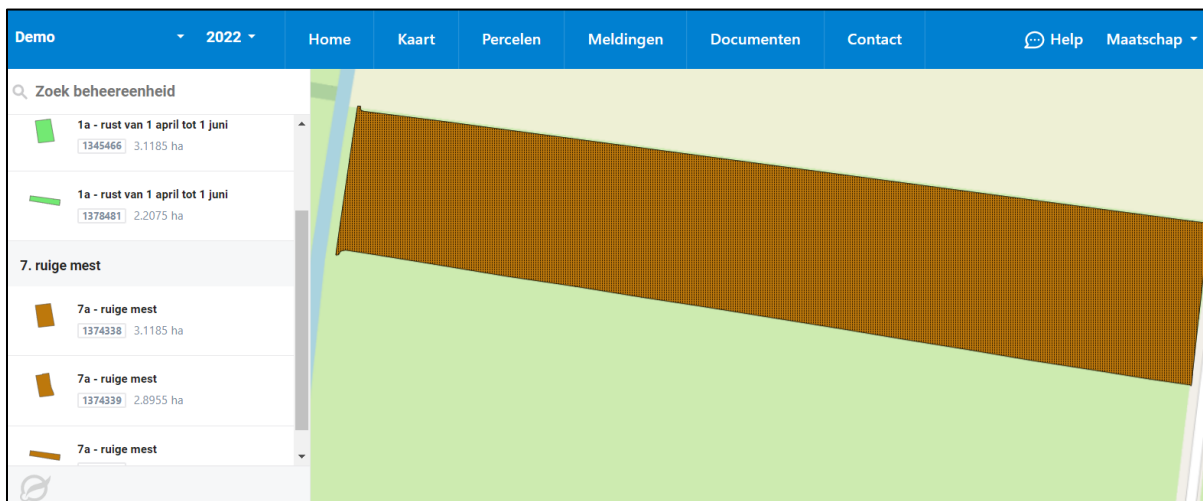 Demo
2022
Home
Kaart
Percelen
Meldingen
Documenten
Contact
Help
Maatschap
Zoek beheereenheid
1a - rust van 1 april tot 1 juni
1345466 3.1185 ha
1a - rust van 1 april tot 1 juni
1378481 2.2075 ha
7. ruige mest
7a - ruige mest
1374338 3.1185 ha
7a - ruige mest
1374339 2.8955 ha
7a - ruige mest